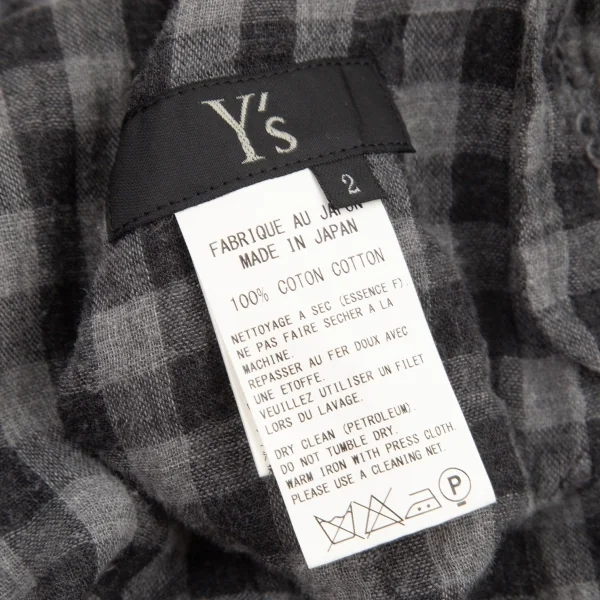 Y's
2
FABRIQUE AU JAPON
MADE IN JAPAN
100% COTON COTTON
NETTOYAGE A SEC (ESSENCE F).
NE PAS FAIRE SECHER A LA
MACHINE.
REPASSER AU FER DOUX AVEC
UNE ETOFFE.
VEUILLEZ UTILISER UN FILET
LORS DU LAVAGE.
DRY CLEAN (PETROLEUM).
DO NOT TUMBLE DRY.
WARM IRON WITH PRESS CLOTH.
PLEASE USE A CLEANING NET.
P